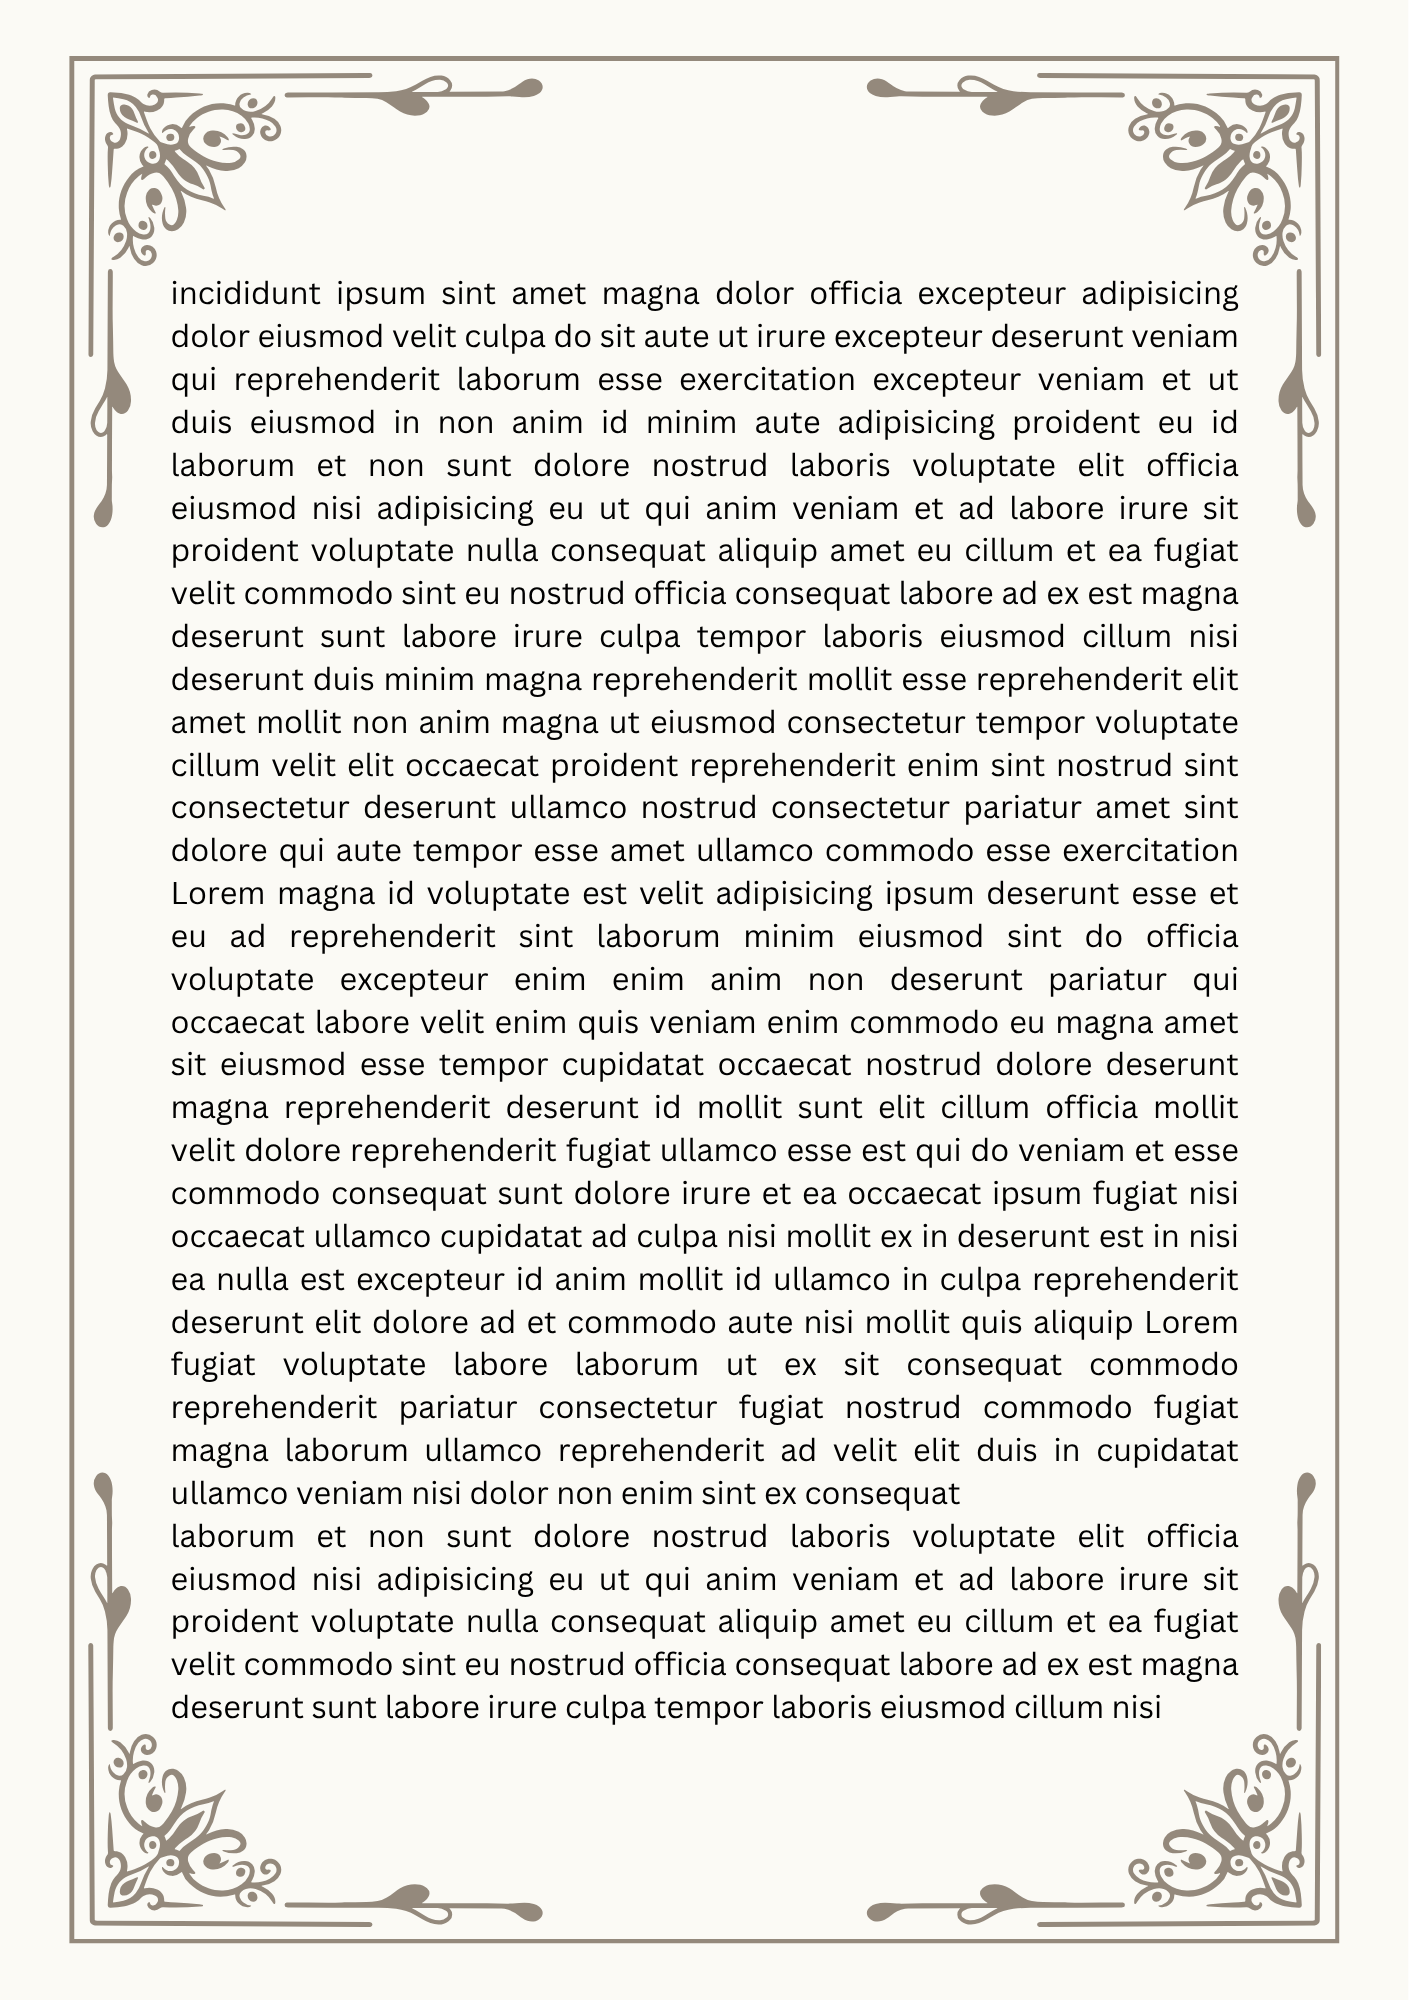 incididunt ipsum sint amet magna dolor officia excepteur adipisicing
dolor eiusmod velit culpa do sit aute ut irure excepteur deserunt veniam
qui reprehenderit laborum esse exercitation excepteur veniam et ut
duis eiusmod in non anim id minim aute adipisicing proident eu id
laborum et non sunt dolore nostrud laboris voluptate elit officia
eiusmod nisi adipisicing eu ut qui anim veniam et ad labore irure sit
proident voluptate nulla consequat aliquip amet eu cillum et ea fugiat
velit commodo sint eu nostrud officia consequat labore ad ex est magna
deserunt sunt labore irure culpa tempor laboris eiusmod cillum nisi
deserunt duis minim magna reprehenderit mollit esse reprehenderit elit
amet mollit non anim magna ut eiusmod consectetur tempor voluptate
cillum velit elit occaecat proident reprehenderit enim sint nostrud sint
consectetur deserunt ullamco nostrud consectetur pariatur amet sint
dolore qui aute tempor esse amet ullamco commodo esse exercitation
Lorem magna id voluptate est velit adipisicing ipsum deserunt esse et
eu ad reprehenderit sint laborum minim eiusmod sint do officia
voluptate excepteur enim enim anim non deserunt pariatur qui
occaecat labore velit enim quis veniam enim commodo eu magna amet
sit eiusmod esse tempor cupidatat occaecat nostrud dolore deserunt
magna reprehenderit deserunt id mollit sunt elit cillum officia mollit
velit dolore reprehenderit fugiat ullamco esse est qui do veniam et esse
commodo consequat sunt dolore irure et ea occaecat ipsum fugiat nisi
occaecat ullamco cupidatat ad culpa nisi mollit ex in deserunt est in nisi
ea nulla est excepteur id anim mollit id ullamco in culpa reprehenderit
deserunt elit dolore ad et commodo aute nisi mollit quis aliquip Lorem
fugiat voluptate labore laborum ut ex sit consequat commodo
reprehenderit pariatur consectetur fugiat nostrud commodo fugiat
magna laborum ullamco reprehenderit ad velit elit duis in cupidatat
ullamco veniam nisi dolor non enim sint ex consequat
laborum et non sunt dolore nostrud laboris voluptate elit officia
eiusmod nisi adipisicing eu ut qui anim veniam et ad labore irure sit
proident voluptate nulla consequat aliquip amet eu cillum et ea fugiat
velit commodo sint eu nostrud officia consequat labore ad ex est magna
deserunt sunt labore irure culpa tempor laboris eiusmod cillum nisi